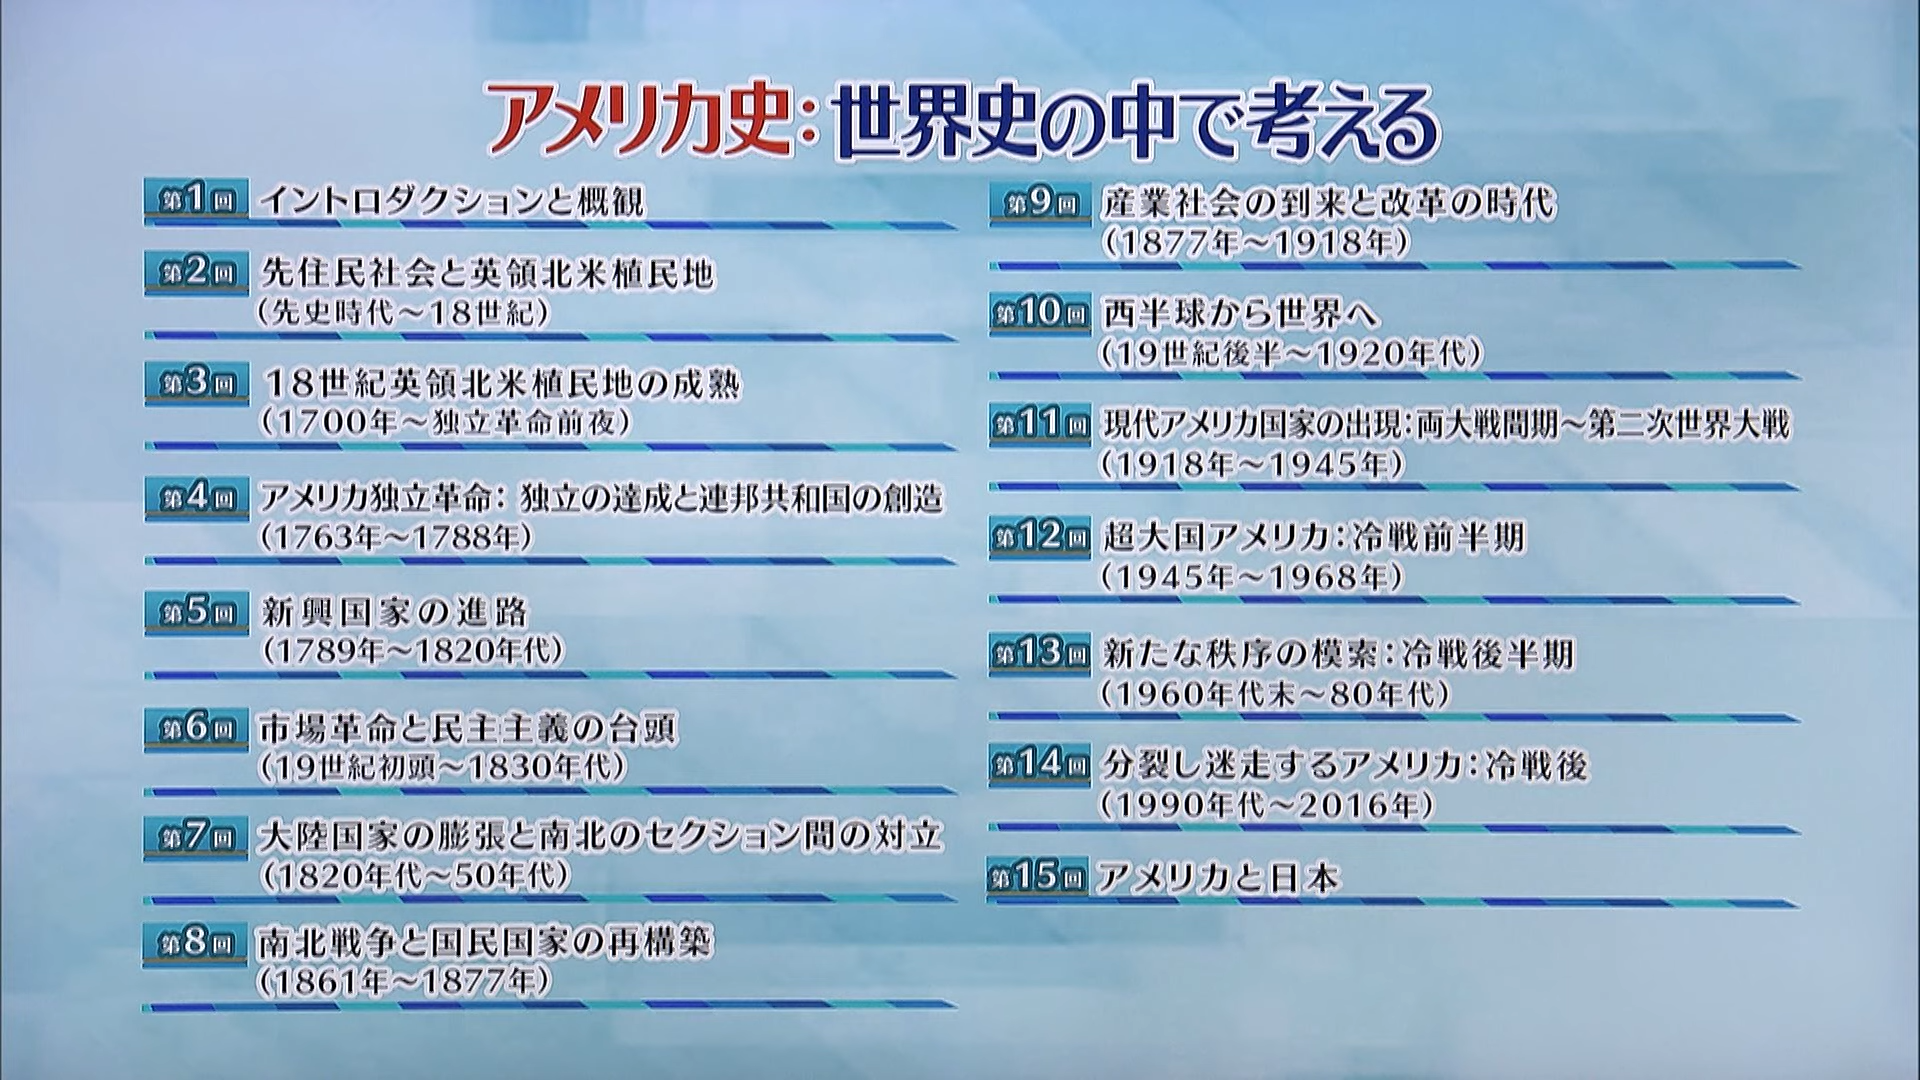 アメリカ史：世界史の中で考える
第1回 イントロダクションと概観
第2回 先住民社会と英領北米植民地
（先史時代～18世紀）
第3回 18世紀英領北米植民地の成熟
（1700年～独立革命前夜）
第4回 アメリカ独立革命：独立の達成と連邦共和国の創造
（1763年～1788年）
第5回 新興国家の進路
（1789年～1820年代）
第6回 市場革命と民主主義の台頭
（19世紀初頭～1830年代）
第7回 大陸国家の膨張と南北のセクション間の対立
（1820年代～50年代）
第8回 南北戦争と国民国家の再構築
（1861年～1877年）
第9回 産業社会の到来と改革の時代
（1877年～1918年）
第10回 西半球から世界へ
（19世紀後半～1920年代）
第11回 現代アメリカ国家の出現：両大戦間期～第二次世界大戦
（1918年～1945年）
第12回 超大国アメリカ：冷戦前半期
（1945年～1968年）
第13回 新たな秩序の模索：冷戦後半期
（1960年代末～80年代）
第14回 分裂し迷走するアメリカ：冷戦後
（1990年代～2016年）
第15回 アメリカと日本